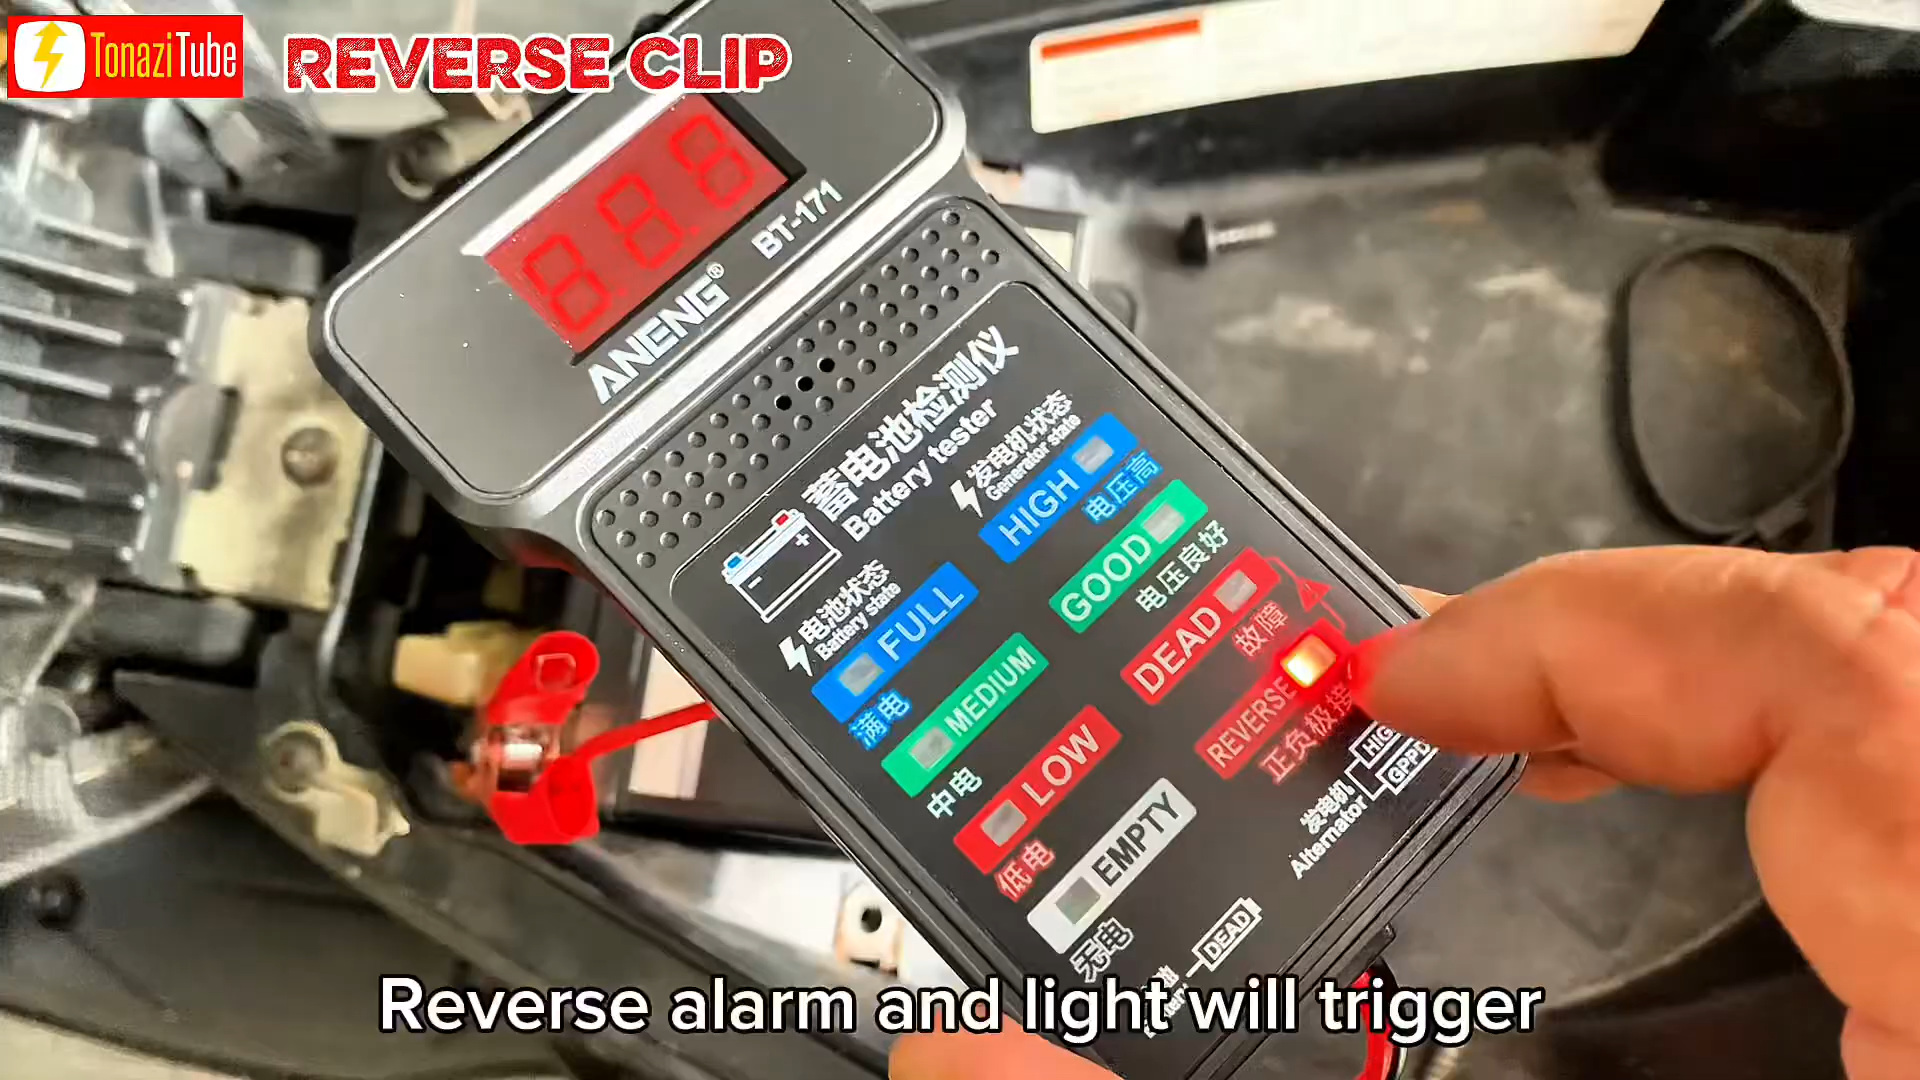 TonaziTube
REVERSE CLIP
BT-171
ANENG®
蓄电池检测仪
Battery tester
发电机状态
Generator state
HIGH
电压高
GOOD
电压良好
DEAD
故障
REVERSE
正负极接
电池状态
Battery state
FULL
满电
MEDIUM
中电
LOW
低电
EMPTY
无电
发电机
Alternator
DEAD
Reverse alarm and light will trigger